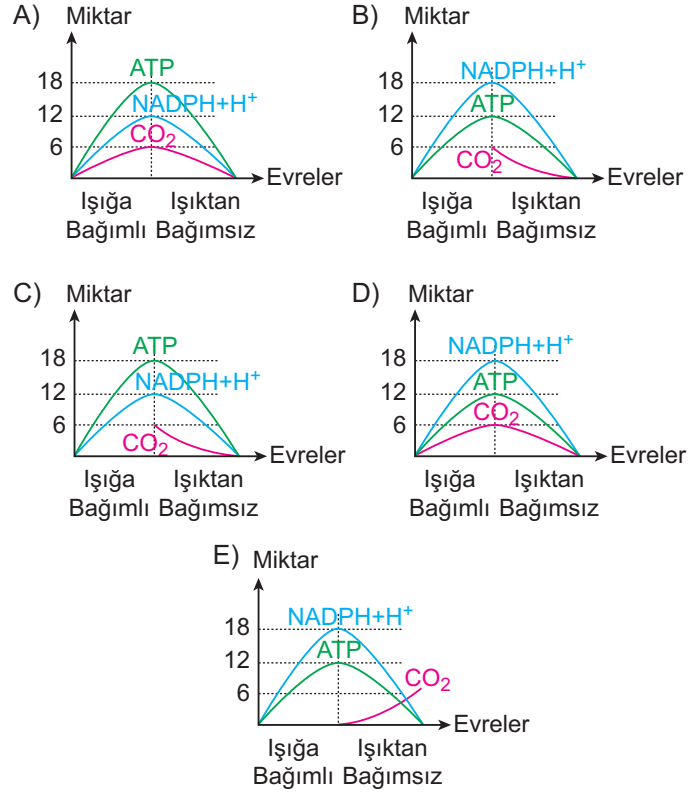 A) Miktar
ATP
18
NADPH+H+
12
CO2
6
Evreler
Işığa Işıktan
Bağımlı Bağımsız
B) Miktar
NADPH+H+
18
ATP
12
6
CO2
Evreler
Işığa Işıktan
Bağımlı Bağımsız
C) Miktar
ATP
18
NADPH+H+
12
6
CO2
Evreler
Işığa Işıktan
Bağımlı Bağımsız
D) Miktar
NADPH+H+
18
ATP
12
CO2
6
Evreler
Işığa Işıktan
Bağımlı Bağımsız
E) Miktar
NADPH+H+
18
ATP
12
CO2
6
Evreler
Işığa Işıktan
Bağımlı Bağımsız